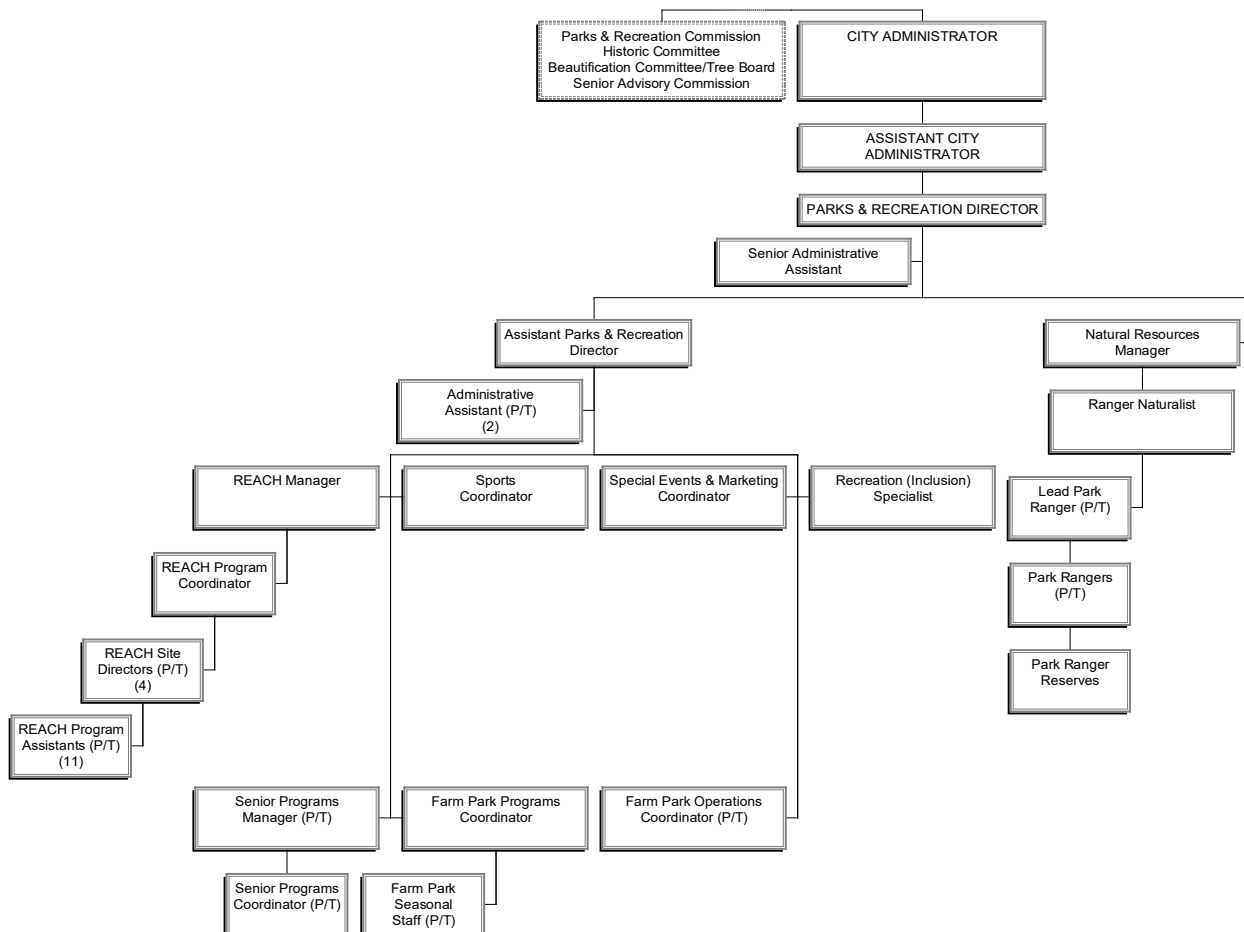 Parks & Recreation Commission
Historic Committee
Beautification Committee/Tree Board
Senior Advisory Commission
CITY ADMINISTRATOR
ASSISTANT CITY
ADMINISTRATOR
PARKS & RECREATION DIRECTOR
Senior Administrative
Assistant
Assistant Parks & Recreation
Director
Natural Resources
Manager
Administrative
Assistant (P/T)
(2)
Ranger Naturalist
REACH Manager
Sports
Coordinator
Special Events & Marketing
Coordinator
Recreation (Inclusion)
Specialist
Lead Park
Ranger (P/T)
REACH Program
Coordinator
Park Rangers
(P/T)
REACH Site
Directors (P/T)
(4)
Park Ranger
Reserves
REACH Program
Assistants (P/T)
(11)
Senior Programs
Manager (P/T)
Farm Park Programs
Coordinator
Farm Park Operations
Coordinator (P/T)
Senior Programs
Coordinator (P/T)
Farm Park
Seasonal
Staff (P/T)